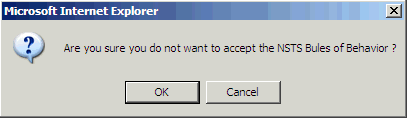 Microsoft Internet Explorer
Are you sure you do not want to accept the NSTS Bules of Behavior ?
OK
Cancel